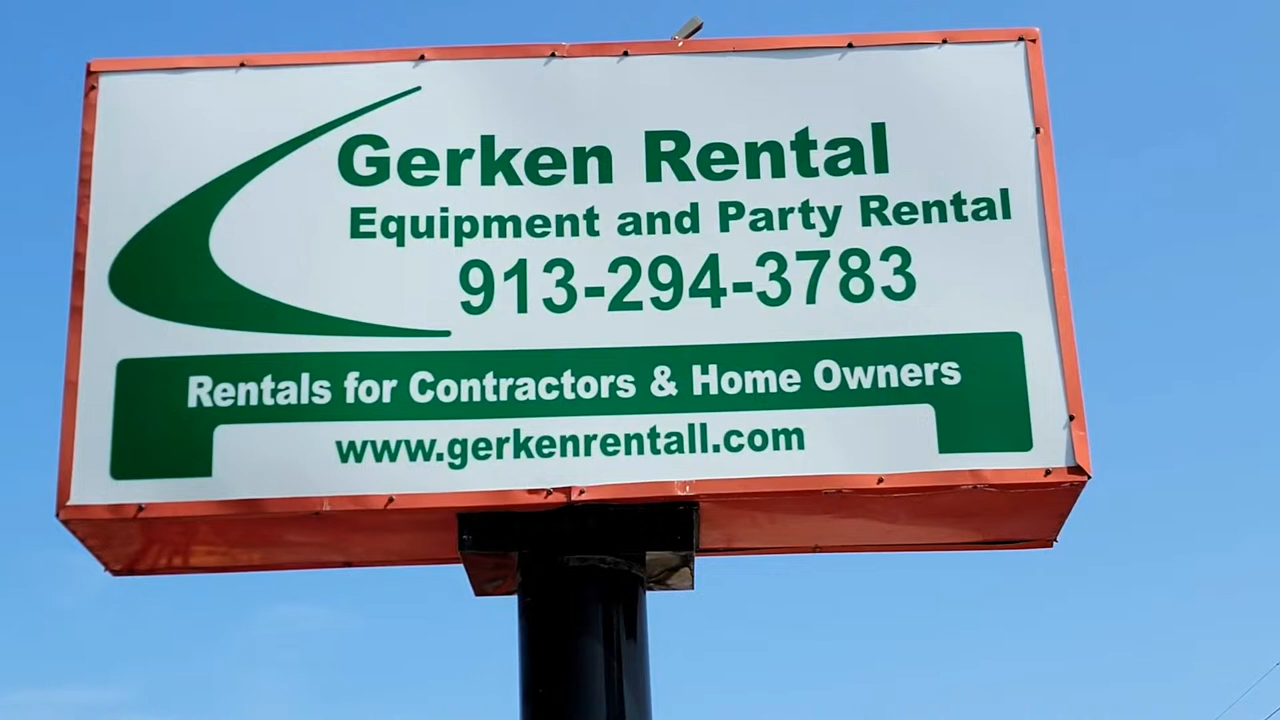 Gerken Rental
Equipment and Party Rental
913-294-3783
Rentals for Contractors & Home Owners
www.gerkenrentall.com